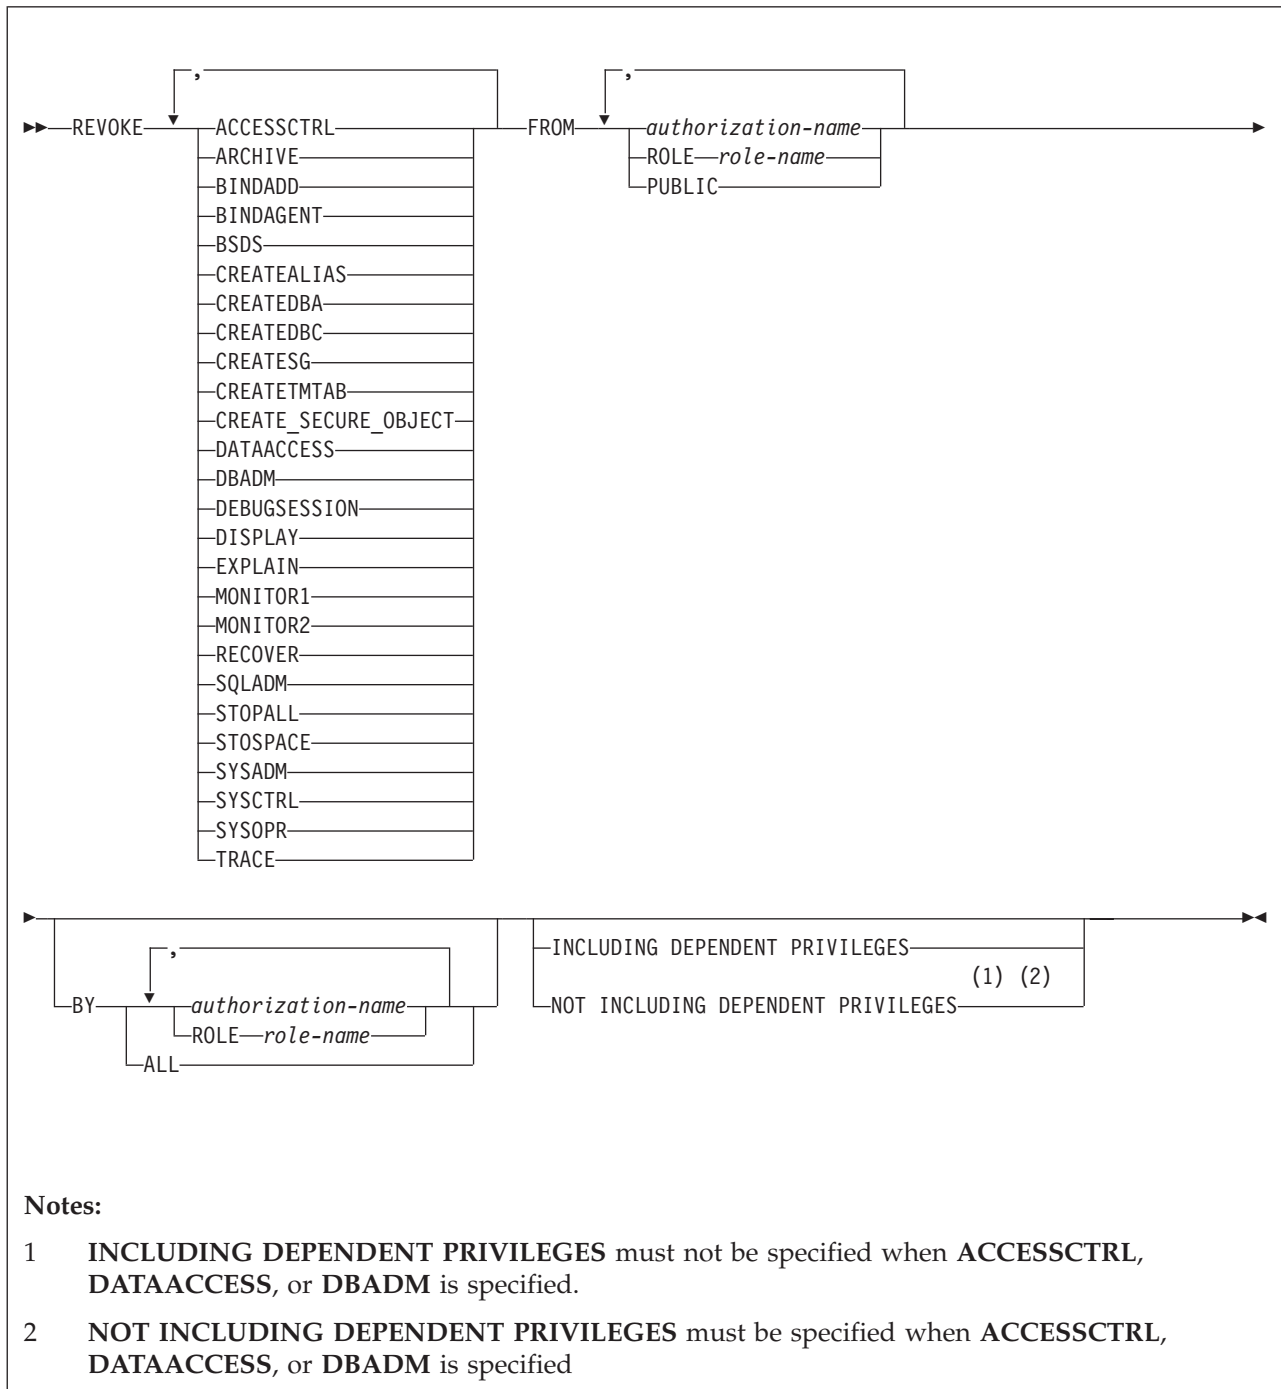 , ,
REVOKE ACCESSCTRL FROM authorization-name
ARCHIVE ROLE role-name
BINDADD PUBLIC
BINDAGENT
BSDS
CREATEALIAS
CREATEDBA
CREATEDBC
CREATESG
CREATETMTAB
CREATE_SECURE_OBJECT
DATAACCESS
DBADM
DEBUGSESSION
DISPLAY
EXPLAIN
MONITOR1
MONITOR2
RECOVER
SQLADM
STOPALL
STOSPACE
SYSADM
SYSCTRL
SYSOPR
TRACE
, INCLUDING DEPENDENT PRIVILEGES
(1) (2)
BY authorization-name NOT INCLUDING DEPENDENT PRIVILEGES
ROLE role-name
ALL
Notes:
1 INCLUDING DEPENDENT PRIVILEGES must not be specified when ACCESSCTRL,
DATAACCESS, or DBADM is specified.
2 NOT INCLUDING DEPENDENT PRIVILEGES must be specified when ACCESSCTRL,
DATAACCESS, or DBADM is specified